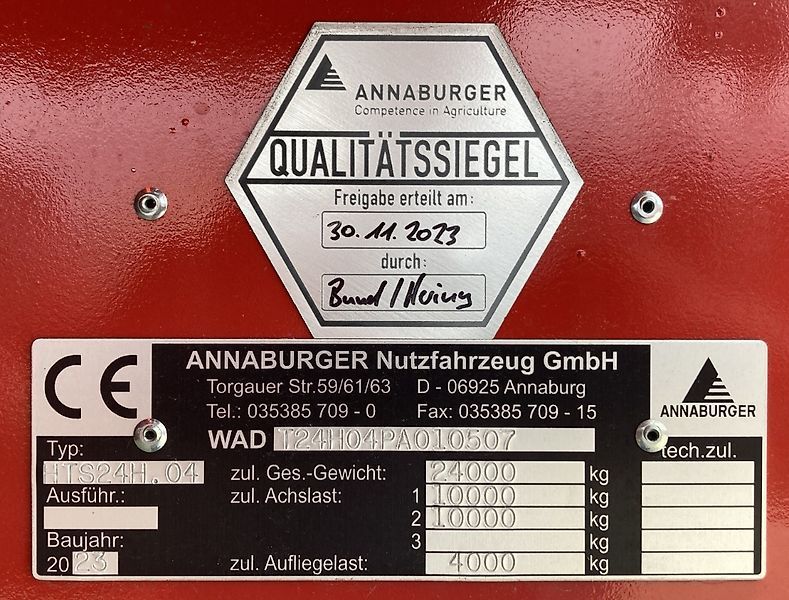 ANNABURGER
Competence in Agriculture
QUALITÄTSSIEGEL
Freigabe erteilt am:
30.11.2023
durch:
CE
ANNABURGER Nutzfahrzeug GmbH
Torgauer Str.59/61/63 D - 06925 Annaburg
Tel.: 035385 709 - 0 Fax: 035385 709 - 15
ANNABURGER
WAD T24H04PA010507
Typ: tech.zul.
HTS24H.04 zul. Ges.-Gewicht: 24000 kg
Ausführ.: zul. Achslast: 1 10000 kg
2 10000 kg
Baujahr: 3 kg
2023 zul. Aufliegelast: 4000 kg